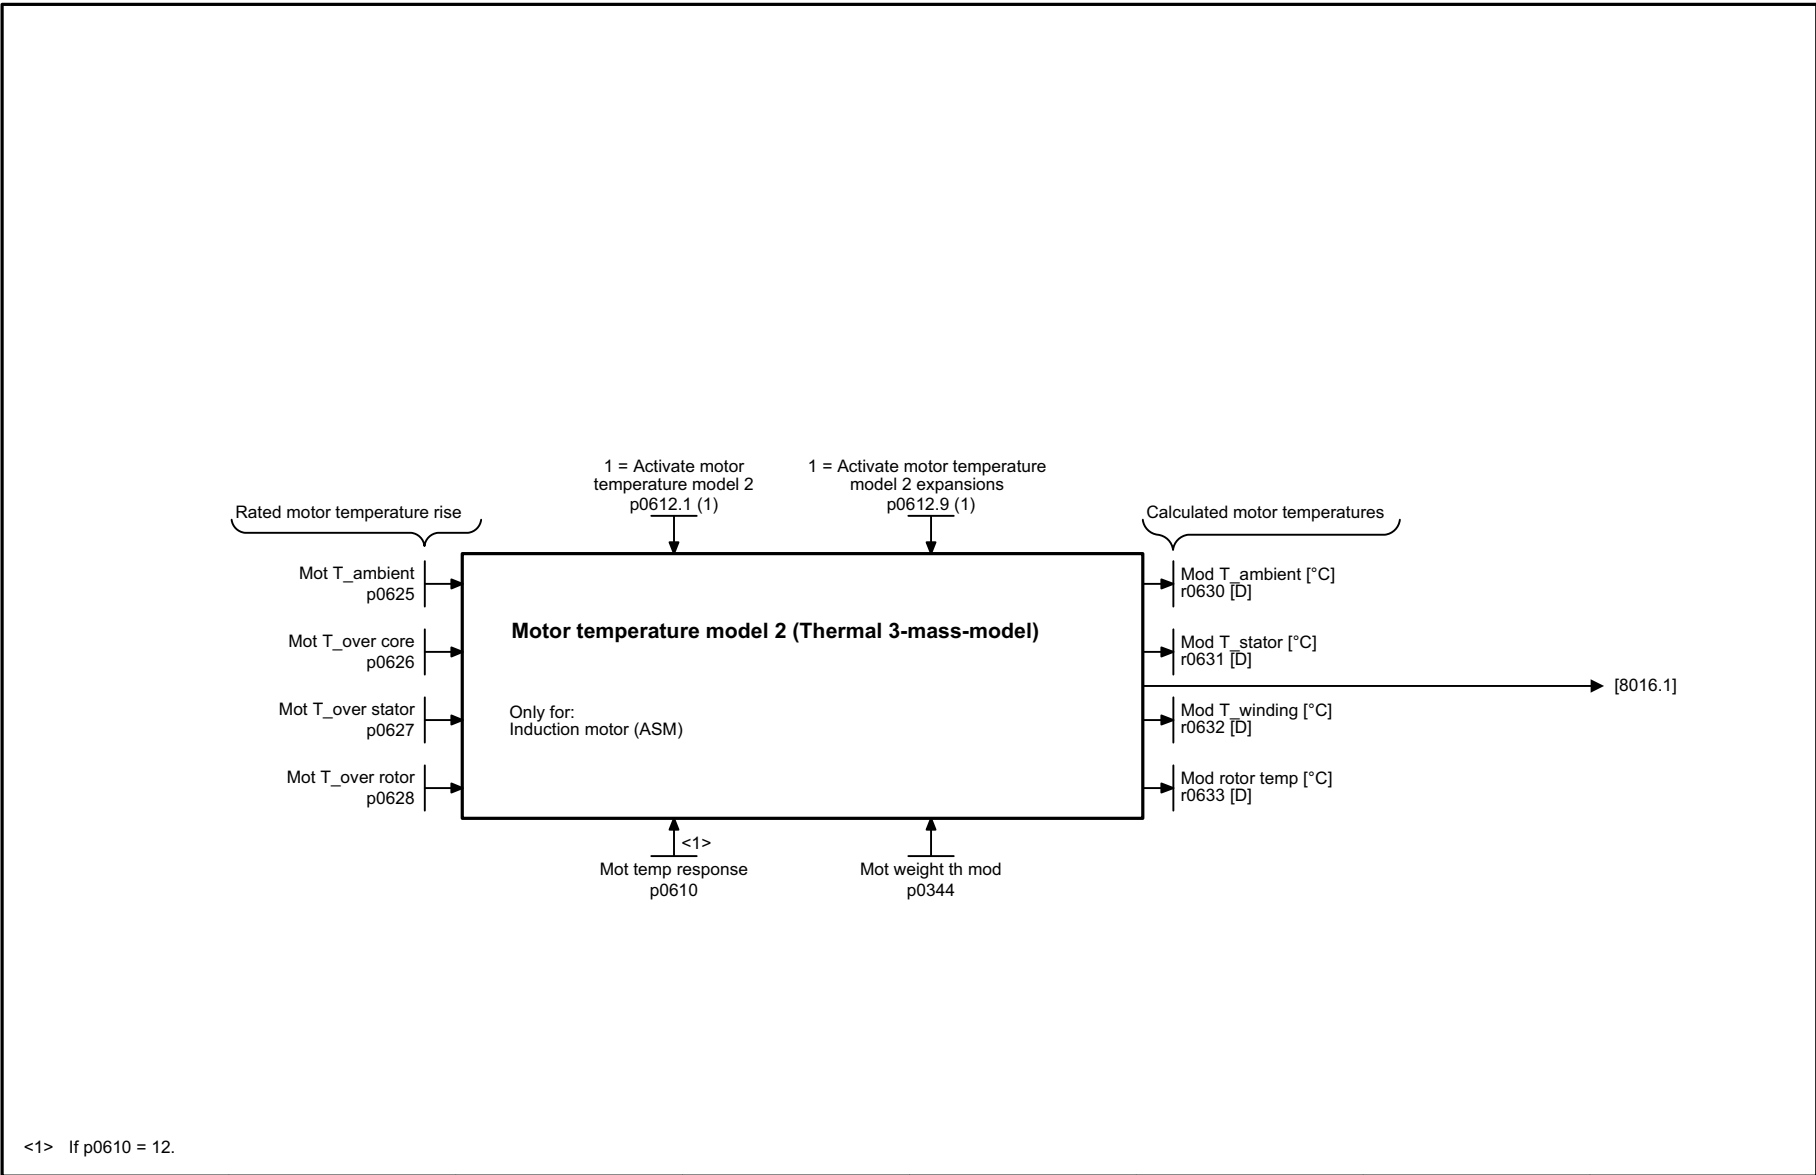 1 = Activate motor
temperature model 2
p0612.1 (1)
1 = Activate motor temperature
model 2 expansions
p0612.9 (1)
Rated motor temperature rise
Calculated motor temperatures
Mot T_ambient
p0625
Mot T_over core
p0626
Mot T_over stator
p0627
Mot T_over rotor
p0628
Motor temperature model 2 (Thermal 3-mass-model)
Only for:
Induction motor (ASM)
Mod T_ambient [°C]
r0630 [D]
Mod T_stator [°C]
r0631 [D]
[8016.1]
Mod T_winding [°C]
r0632 [D]
Mod rotor temp [°C]
r0633 [D]
<1>
Mot temp response
p0610
Mot weight th mod
p0344
<1> If p0610 = 12.